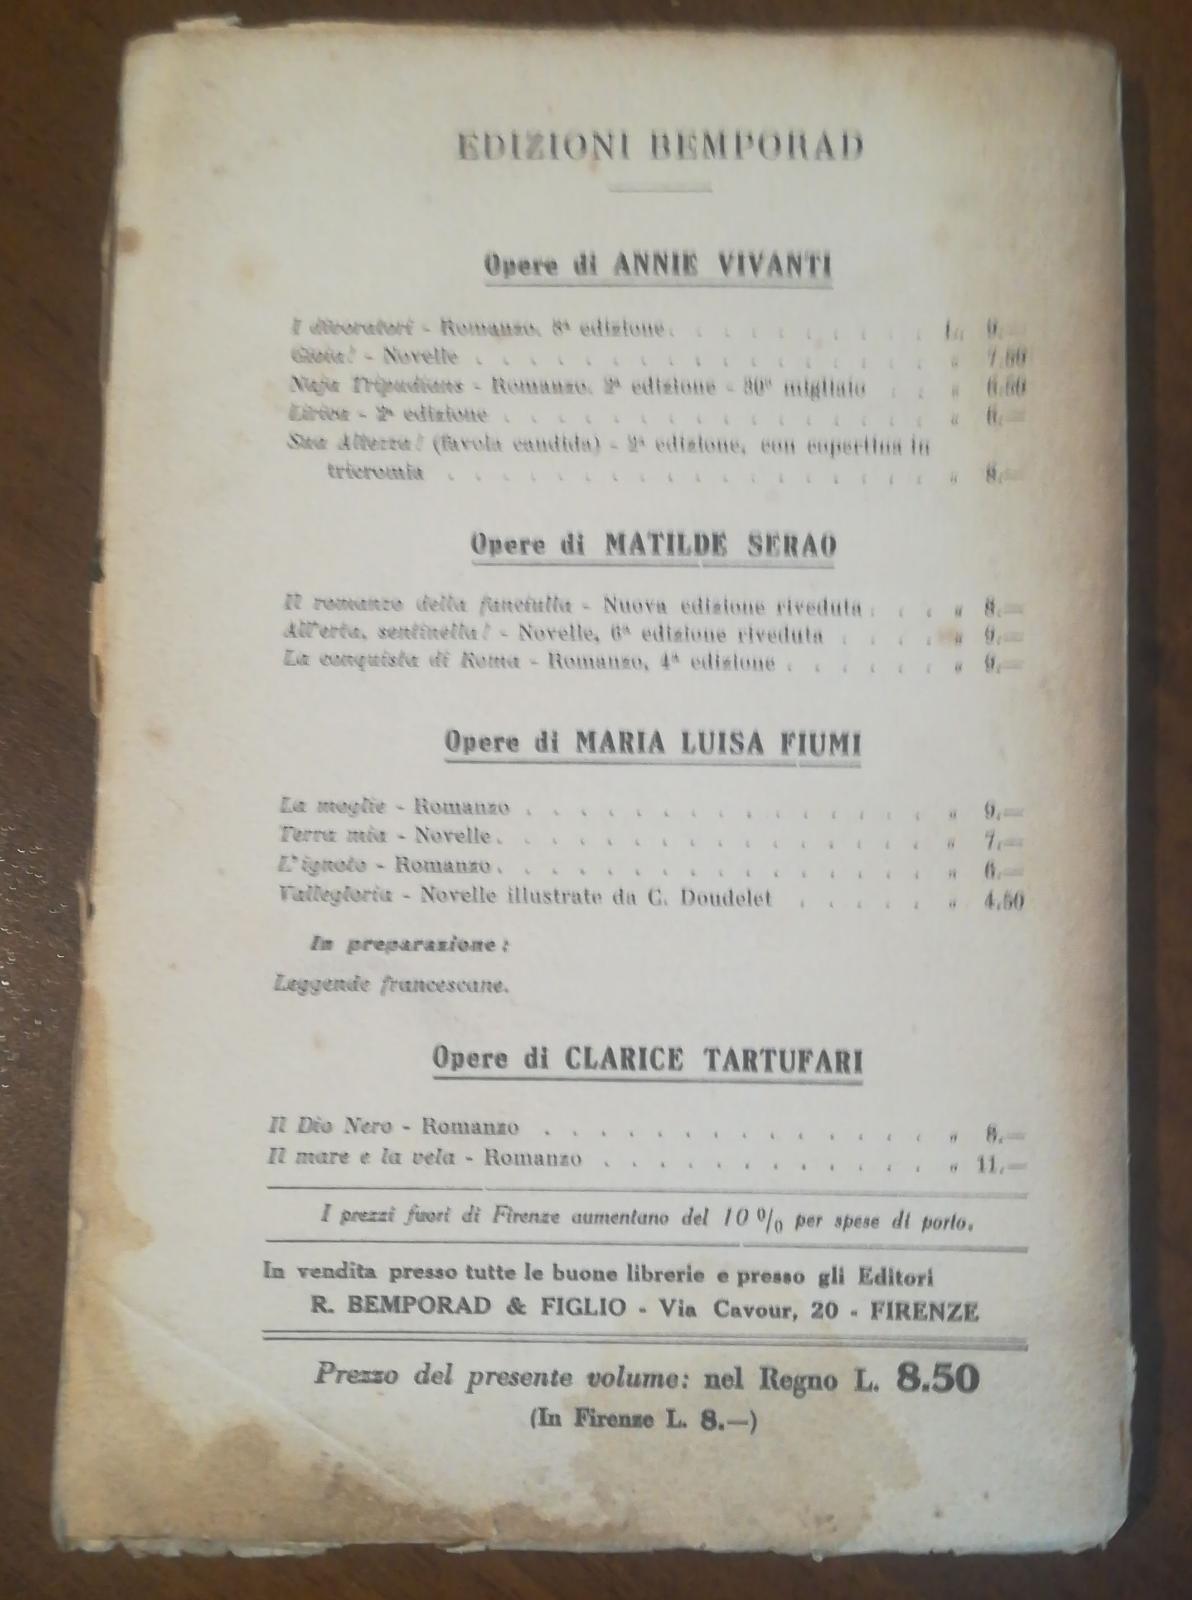 EDIZIONI BEMPORAD
Opere di ANNIE VIVANTI
I divoratori - Romanzo, 8ª edizione . . . . . . . . . . L. 9.—
Gioia! - Novelle . . . . . . . . . . . . . . . . . » 7.50
Naja Tripudians - Romanzo. 2ª edizione - 30º migliaio . . » 6.50
Lirica - 2ª edizione . . . . . . . . . . . . . . . . » 6.—
Sua Altezza! (favola candida) - 2ª edizione, con copertina in
tricromia . . . . . . . . . . . . . . . . . . » 8.—
Opere di MATILDE SERAO
Il romanzo della fanciulla - Nuova edizione riveduta . . . » 8.—
All'erta, sentinella! - Novelle, 6ª edizione riveduta . . . . » 9.—
La conquista di Roma - Romanzo, 4ª edizione . . . . . . » 9.—
Opere di MARIA LUISA FIUMI
La moglie - Romanzo . . . . . . . . . . . . . . . » 9.—
Terra mia - Novelle . . . . . . . . . . . . . . . . » 7.—
L'ignoto - Romanzo . . . . . . . . . . . . . . . . » 6.—
Vallegloria - Novelle illustrate da C. Doudelet . . . . . » 4.50
In preparazione:
Leggende francescane.
Opere di CLARICE TARTUFARI
Il Dio Nero - Romanzo . . . . . . . . . . . . . . » 8.—
Il mare e la vela - Romanzo . . . . . . . . . . . . » 11.—
I prezzi fuori di Firenze aumentano del 10 % per spese di porto.
In vendita presso tutte le buone librerie e presso gli Editori
R. BEMPORAD & FIGLIO - Via Cavour, 20 - FIRENZE
Prezzo del presente volume: nel Regno L. 8.50
(In Firenze L. 8.—)